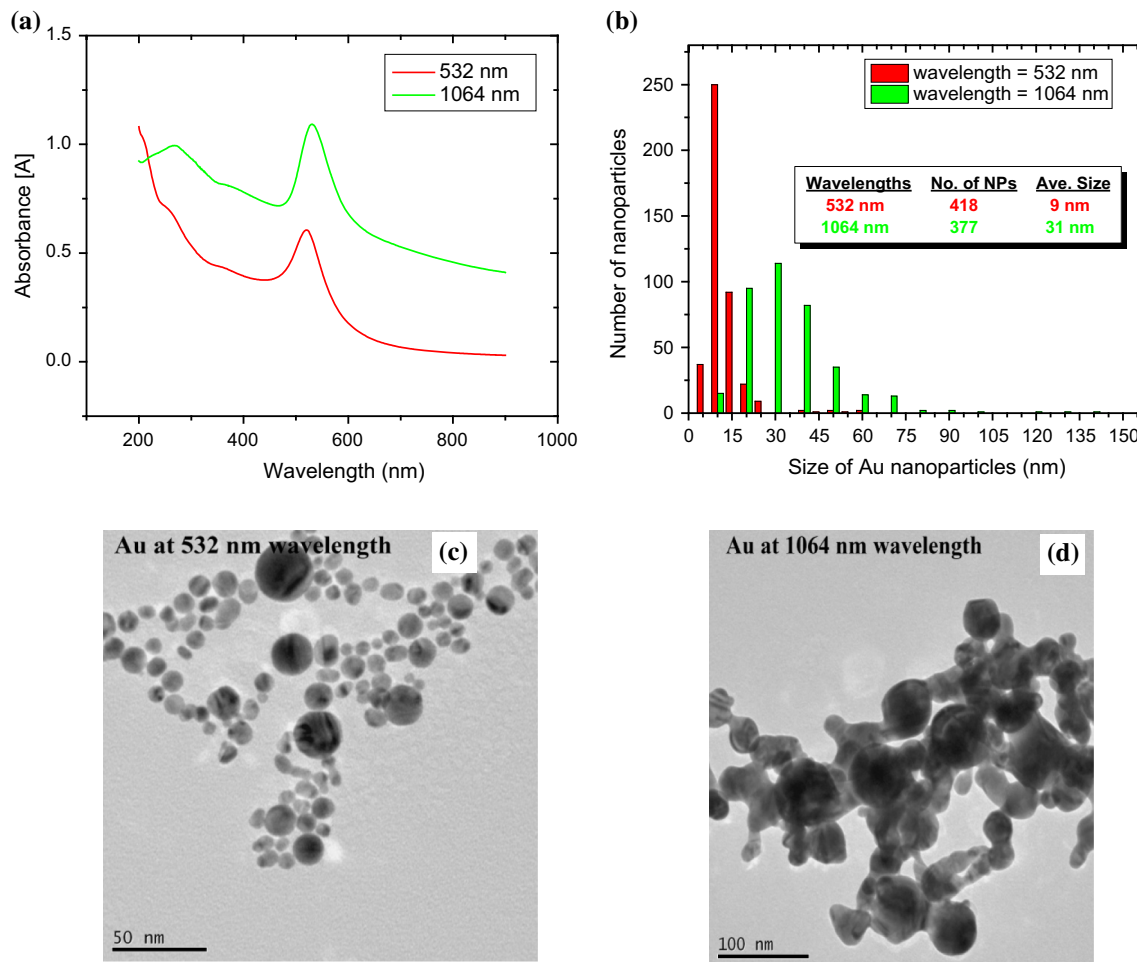 (a)
1.5
1.0
0.5
0.0
Absorbance [A]
532 nm
1064 nm
200 400 600 800 1000
Wavelength (nm)
(b)
250
200
150
100
50
0
Number of nanoparticles
wavelength = 532 nm
wavelength = 1064 nm
Wavelengths No. of NPs Ave. Size
532 nm 418 9 nm
1064 nm 377 31 nm
0 15 30 45 60 75 90 105 120 135 150
Size of Au nanoparticles (nm)
Au at 532 nm wavelength
(c)
50 nm
Au at 1064 nm wavelength
(d)
100 nm